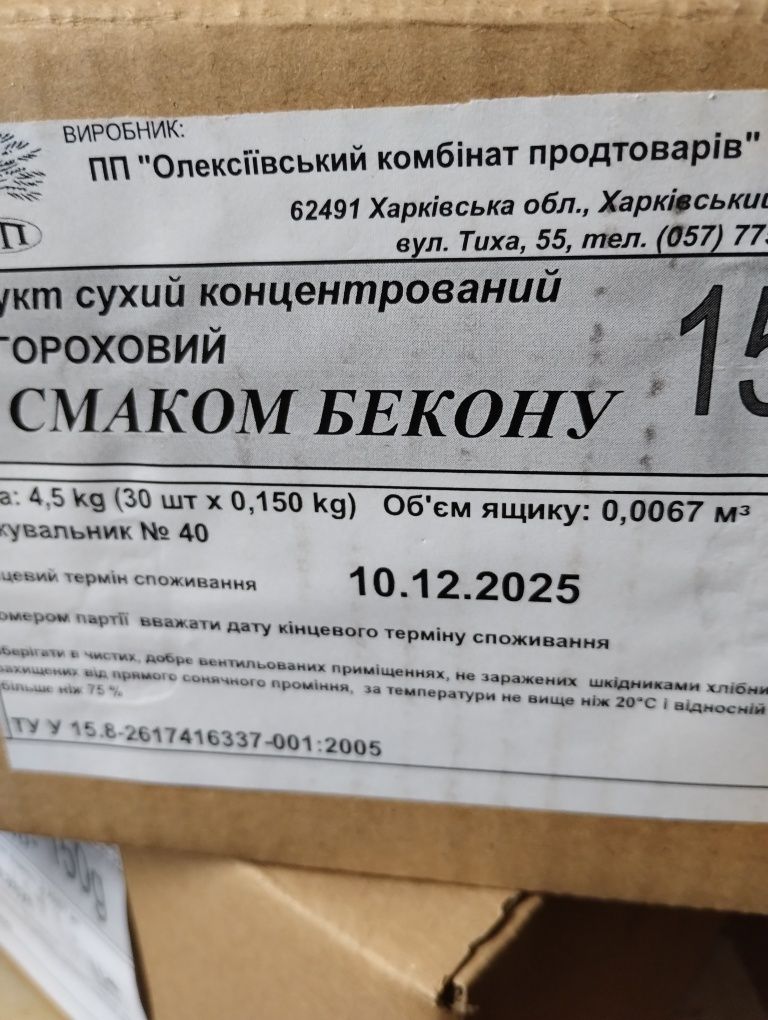 ВИРОБНИК:
ПП "Олексіївський комбінат продтоварів"
62491 Харківська обл., Харківський
вул. Тиха, 55, тел. (057) 77
укт сухий концентрований
ГОРОХОВИЙ
15
СМАКОМ БЕКОНУ
а: 4,5 kg (30 шт х 0,150 kg) Об'єм ящику: 0,0067 м³
кувальник № 40
цевий термін споживання 10.12.2025
омером партії вважати дату кінцевого терміну споживання
берігати в чистих, добре вентильованих приміщеннях, не заражених шкідниками хлібни
захищених від прямого сонячного проміння, за температури не вище ніж 20°С і відносній
більше ніж 75 %
ТУ У 15.8-2617416337-001:2005